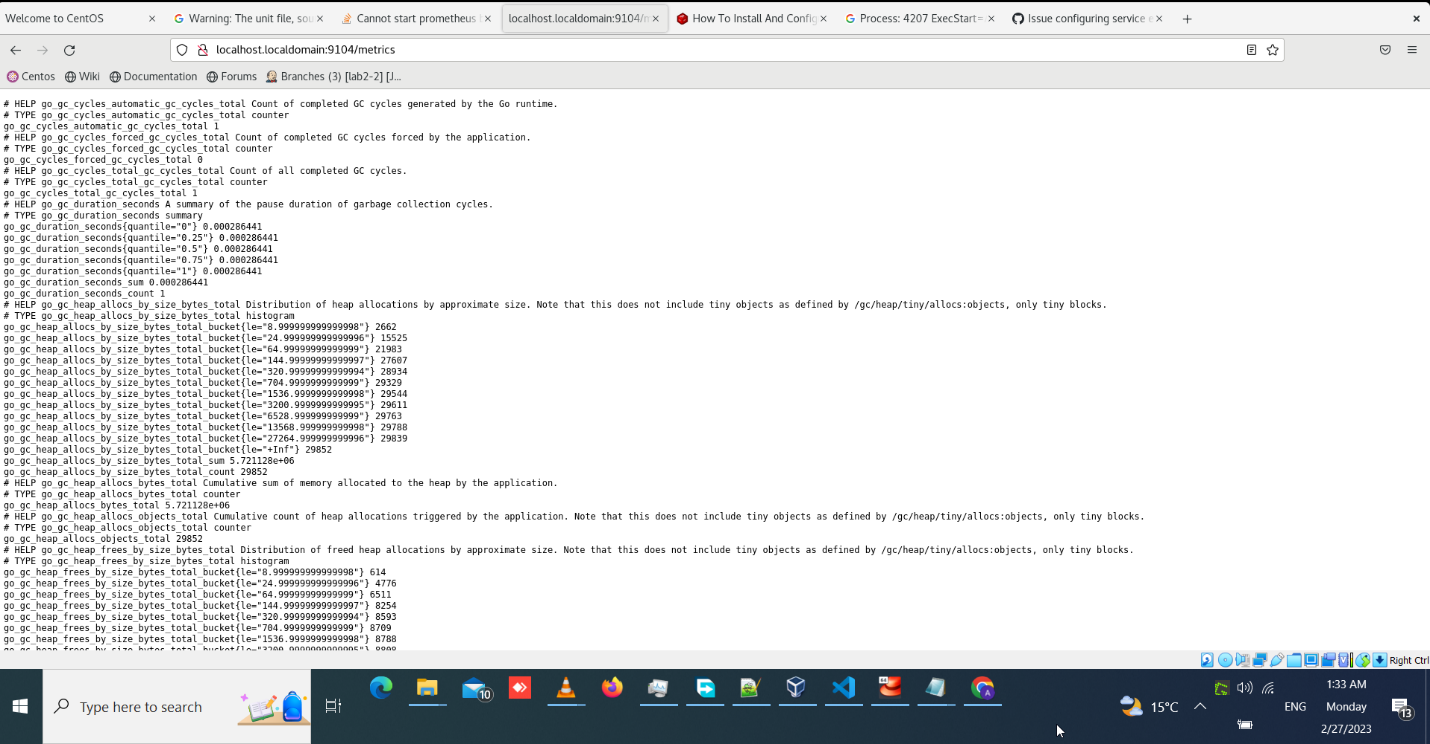 Welcome to CentOS
Warning: The unit file, sou
Cannot start prometheus
localhost.localdomain:9104/m
How To Install And Config
Process: 4207 ExecStart=
Issue configuring service
localhost.localdomain:9104/metrics
Centos
Wiki
Documentation
Forums
Branches (3) [lab2-2] [J...
# HELP go_gc_cycles_automatic_gc_cycles_total Count of completed GC cycles generated by the Go runtime.
# TYPE go_gc_cycles_automatic_gc_cycles_total counter
go_gc_cycles_automatic_gc_cycles_total 1
# HELP go_gc_cycles_forced_gc_cycles_total Count of completed GC cycles forced by the application.
# TYPE go_gc_cycles_forced_gc_cycles_total counter
go_gc_cycles_forced_gc_cycles_total 0
# HELP go_gc_cycles_total_gc_cycles_total Count of all completed GC cycles.
# TYPE go_gc_cycles_total_gc_cycles_total counter
go_gc_cycles_total_gc_cycles_total 1
# HELP go_gc_duration_seconds A summary of the pause duration of garbage collection cycles.
# TYPE go_gc_duration_seconds summary
go_gc_duration_seconds{quantile="0"} 0.000286441
go_gc_duration_seconds{quantile="0.25"} 0.000286441
go_gc_duration_seconds{quantile="0.5"} 0.000286441
go_gc_duration_seconds{quantile="0.75"} 0.000286441
go_gc_duration_seconds{quantile="1"} 0.000286441
go_gc_duration_seconds_sum 0.000286441
go_gc_duration_seconds_count 1
# HELP go_gc_heap_allocs_by_size_bytes_total Distribution of heap allocations by approximate size. Note that this does not include tiny objects as defined by /gc/heap/tiny/allocs:objects, only tiny blocks.
# TYPE go_gc_heap_allocs_by_size_bytes_total histogram
go_gc_heap_allocs_by_size_bytes_total_bucket{le="8.999999999999998"} 2662
go_gc_heap_allocs_by_size_bytes_total_bucket{le="24.999999999999996"} 15525
go_gc_heap_allocs_by_size_bytes_total_bucket{le="64.99999999999999"} 21983
go_gc_heap_allocs_by_size_bytes_total_bucket{le="144.99999999999997"} 27607
go_gc_heap_allocs_by_size_bytes_total_bucket{le="320.99999999999994"} 28934
go_gc_heap_allocs_by_size_bytes_total_bucket{le="704.9999999999999"} 29329
go_gc_heap_allocs_by_size_bytes_total_bucket{le="1536.9999999999998"} 29544
go_gc_heap_allocs_by_size_bytes_total_bucket{le="3200.9999999999995"} 29611
go_gc_heap_allocs_by_size_bytes_total_bucket{le="6528.999999999999"} 29763
go_gc_heap_allocs_by_size_bytes_total_bucket{le="13568.999999999998"} 29788
go_gc_heap_allocs_by_size_bytes_total_bucket{le="27264.999999999996"} 29839
go_gc_heap_allocs_by_size_bytes_total_bucket{le="+Inf"} 29852
go_gc_heap_allocs_by_size_bytes_total_sum 5.721128e+06
go_gc_heap_allocs_by_size_bytes_total_count 29852
# HELP go_gc_heap_allocs_bytes_total Cumulative sum of memory allocated to the heap by the application.
# TYPE go_gc_heap_allocs_bytes_total counter
go_gc_heap_allocs_bytes_total 5.721128e+06
# HELP go_gc_heap_allocs_objects_total Cumulative count of heap allocations triggered by the application. Note that this does not include tiny objects as defined by /gc/heap/tiny/allocs:objects, only tiny blocks.
# TYPE go_gc_heap_allocs_objects_total counter
go_gc_heap_allocs_objects_total 29852
# HELP go_gc_heap_frees_by_size_bytes_total Distribution of freed heap allocations by approximate size. Note that this does not include tiny objects as defined by /gc/heap/tiny/allocs:objects, only tiny blocks.
# TYPE go_gc_heap_frees_by_size_bytes_total histogram
go_gc_heap_frees_by_size_bytes_total_bucket{le="8.999999999999998"} 614
go_gc_heap_frees_by_size_bytes_total_bucket{le="24.999999999999996"} 4776
go_gc_heap_frees_by_size_bytes_total_bucket{le="64.99999999999999"} 6511
go_gc_heap_frees_by_size_bytes_total_bucket{le="144.99999999999997"} 8254
go_gc_heap_frees_by_size_bytes_total_bucket{le="320.99999999999994"} 8593
go_gc_heap_frees_by_size_bytes_total_bucket{le="704.9999999999999"} 8709
go_gc_heap_frees_by_size_bytes_total_bucket{le="1536.9999999999998"} 8788
Right Ctrl
Type here to search
10
15°C
ENG
1:33 AM
Monday
2/27/2023
13